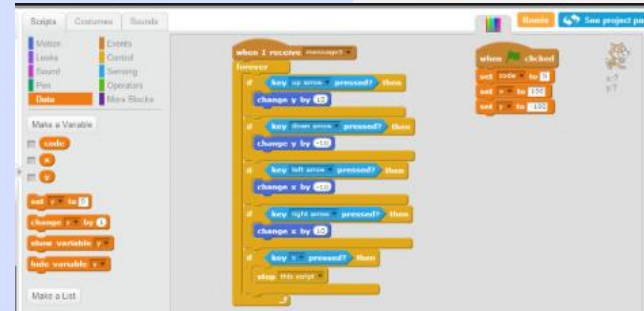 Scripts Costumes Sounds
Motion Events
Looks Control
Sound Sensing
Pen Operators
Data More Blocks
Make a Variable
code
x
y
set y to 0
change y by 1
show variable y
hide variable y
Make a List
when I receive message1
forever
if key up arrow pressed? then
change y by 10
if key down arrow pressed? then
change y by -10
if key left arrow pressed? then
change x by -10
if key right arrow pressed? then
change x by 10
if key pressed? then
stop this script
Remix See project pa
when clicked
set code to
set x to
set y to
x:
y: